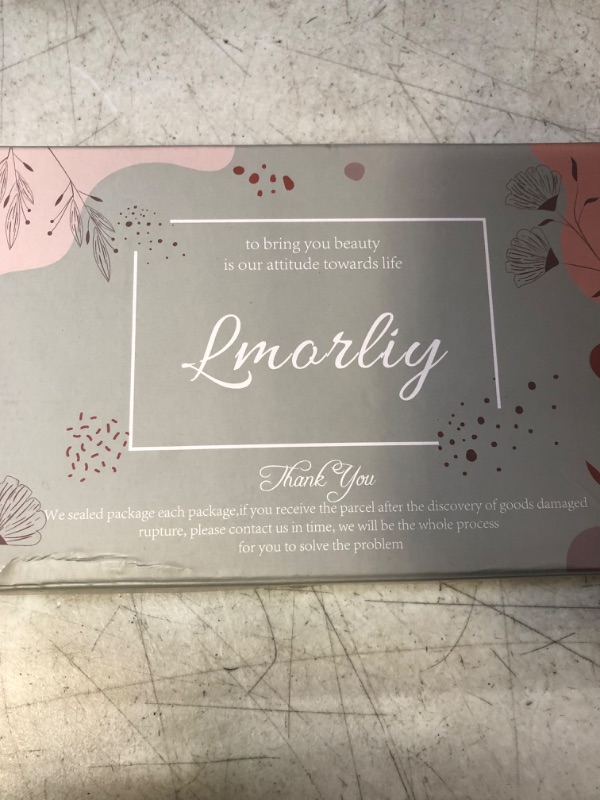 to bring you beauty
is our attitude towards life
Lmorliy
Thank You
We sealed package each package,if you receive the parcel after the discovery of goods damaged
rupture, please contact us in time, we will be the whole process
for you to solve the problem